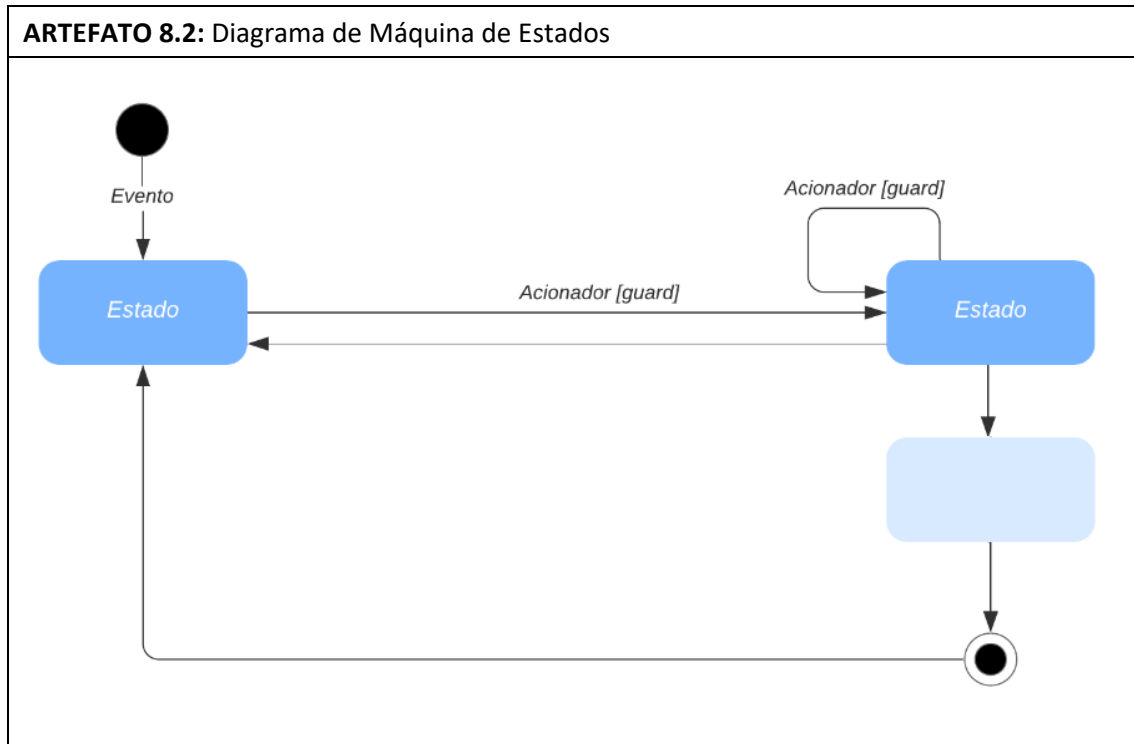 ARTEFATO 8.2: Diagrama de Máquina de Estados
Evento
Acionador [guard]
Estado
Acionador [guard]
Estado